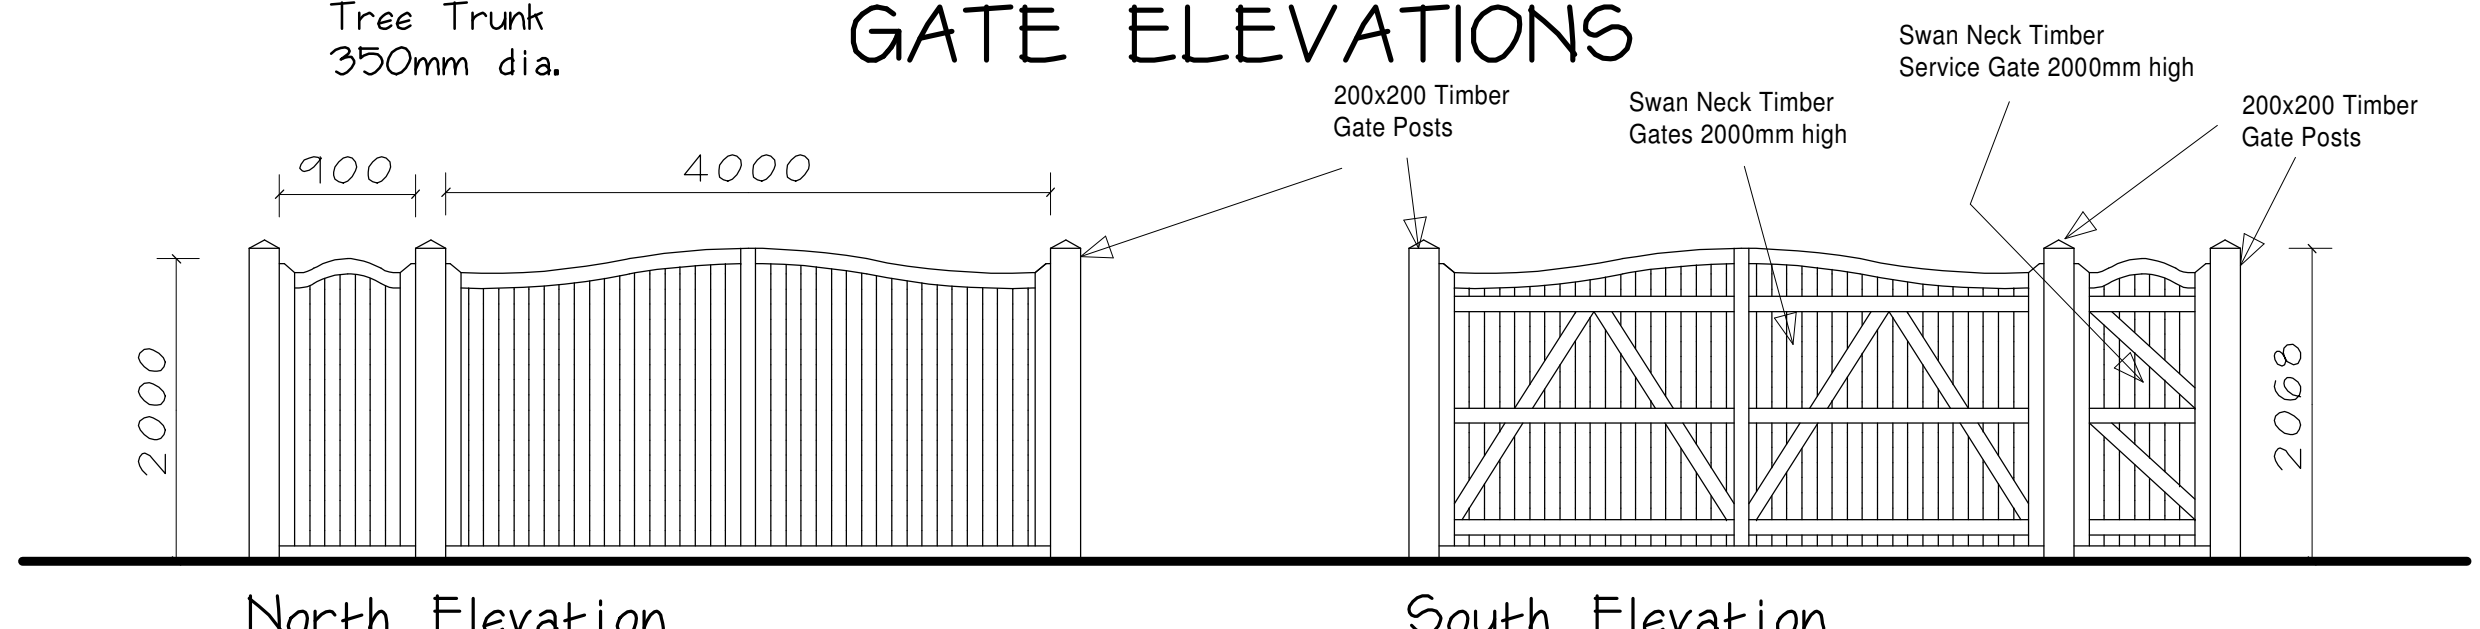 Tree Trunk
350mm dia.
GATE ELEVATIONS
Swan Neck Timber
Service Gate 2000mm high
200x200 Timber
Gate Posts
Swan Neck Timber
Gates 2000mm high
200x200 Timber
Gate Posts
900
4000
2000
2068
North Elevation
South Elevation